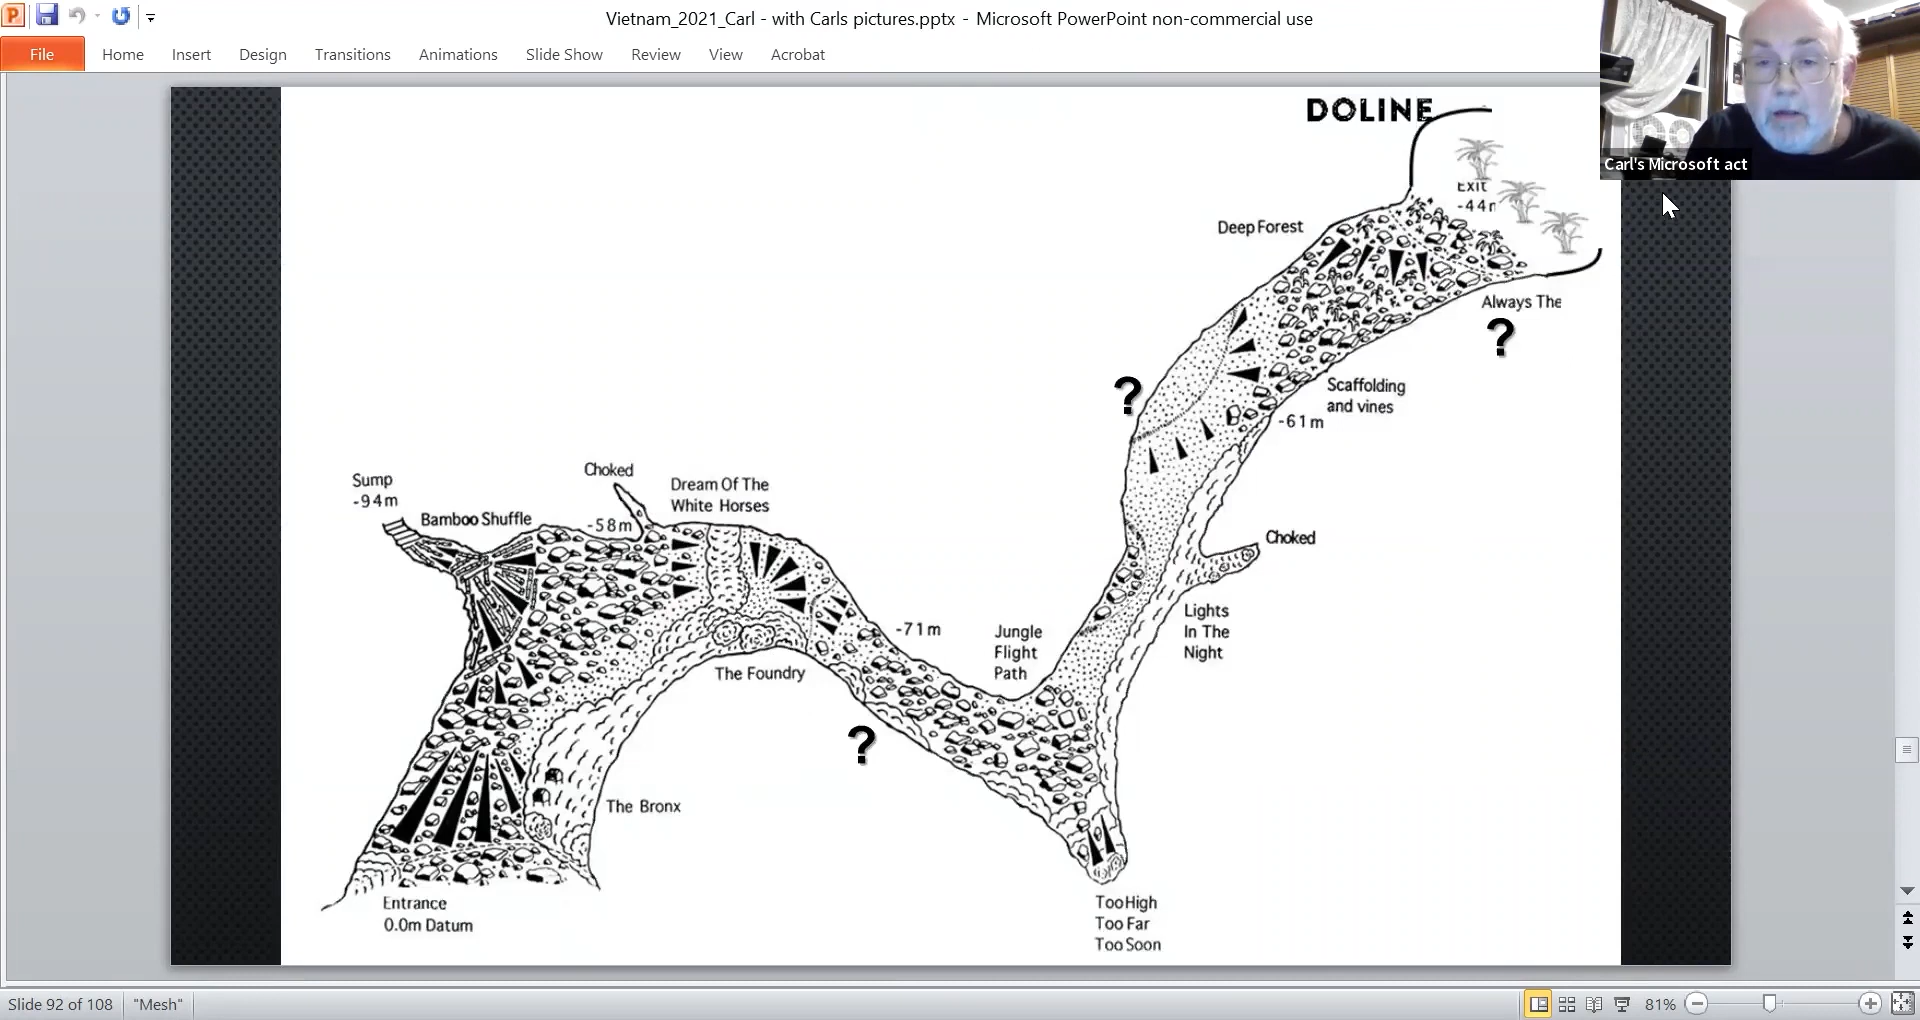 Vietnam_2021_Carl - with Carls pictures.pptx - Microsoft PowerPoint non-commercial use
File Home Insert Design Transitions Animations Slide Show Review View Acrobat
Carl's Microsoft act
DOLINE
Exit
-44m
Deep Forest
Always The
?
?
Scaffolding
and vines
-61m
Choked
Sump
-94m
Dream Of The
White Horses
Bamboo Shuffle
-58m
Choked
Lights
In The
Night
-71m
Jungle
Flight
Path
The Foundry
?
The Bronx
Entrance
0.0m Datum
Too High
Too Far
Too Soon
Slide 92 of 108 "Mesh" 81%